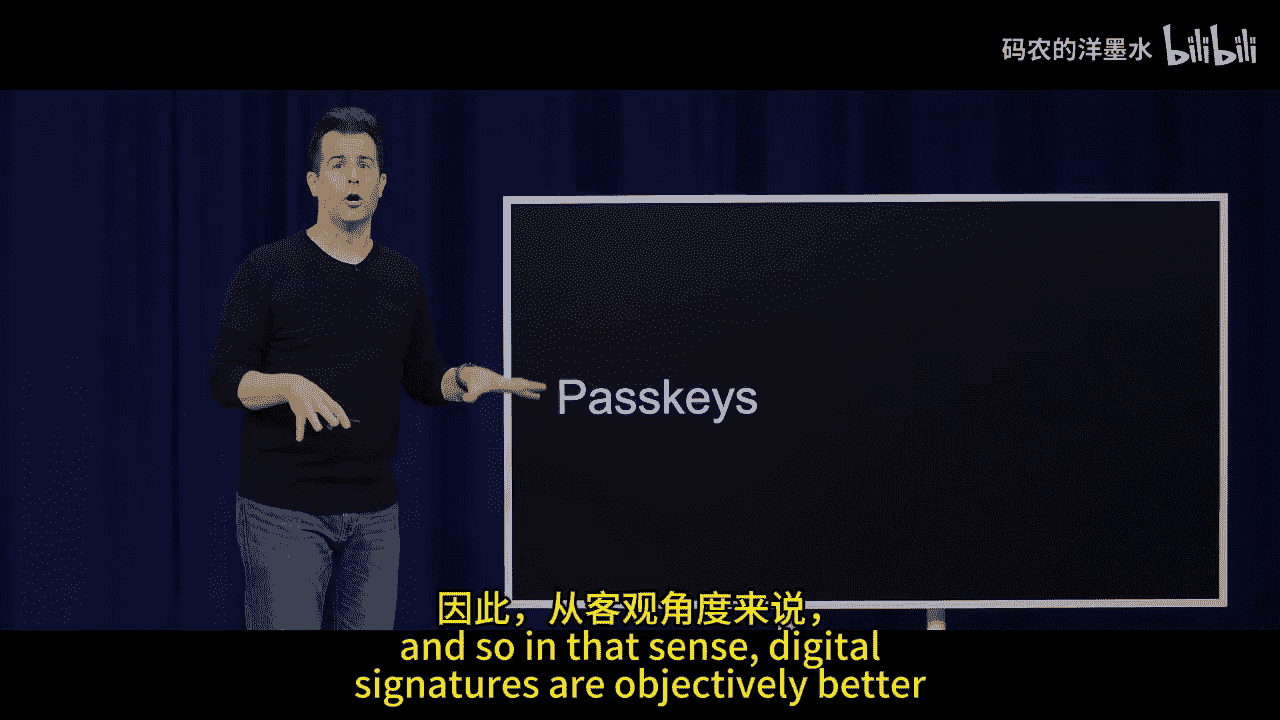 码农的洋墨水 bilibili
Passkeys
因此，从客观角度来说，
and so in that sense, digital
signatures are objectively better